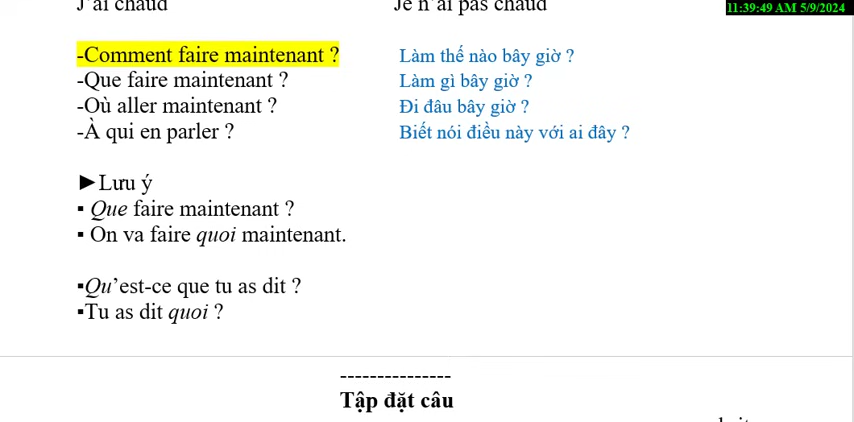 J'ai chaud Je n'ai pas chaud
11:39:49 AM 5/9/2024
-Comment faire maintenant ? Làm thế nào bây giờ ?
-Que faire maintenant ? Làm gì bây giờ ?
-Où aller maintenant ? Đi đâu bây giờ ?
-À qui en parler ? Biết nói điều này với ai đây ?
►Lưu ý
▪ Que faire maintenant ?
▪ On va faire quoi maintenant.
▪Qu'est-ce que tu as dit ?
▪Tu as dit quoi ?
---------------
Tập đặt câu